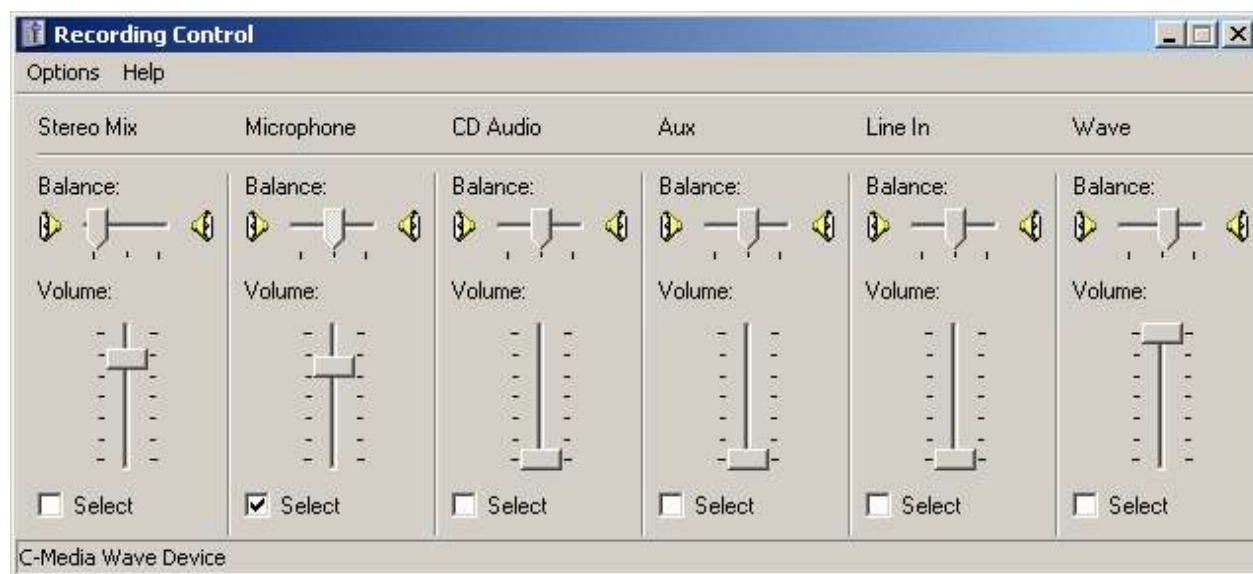 Recording Control
Options Help
Stereo Mix Microphone CD Audio Aux Line In Wave
Balance: Balance: Balance: Balance: Balance: Balance:
Volume: Volume: Volume: Volume: Volume: Volume:
Select Select Select Select Select Select
C-Media Wave Device